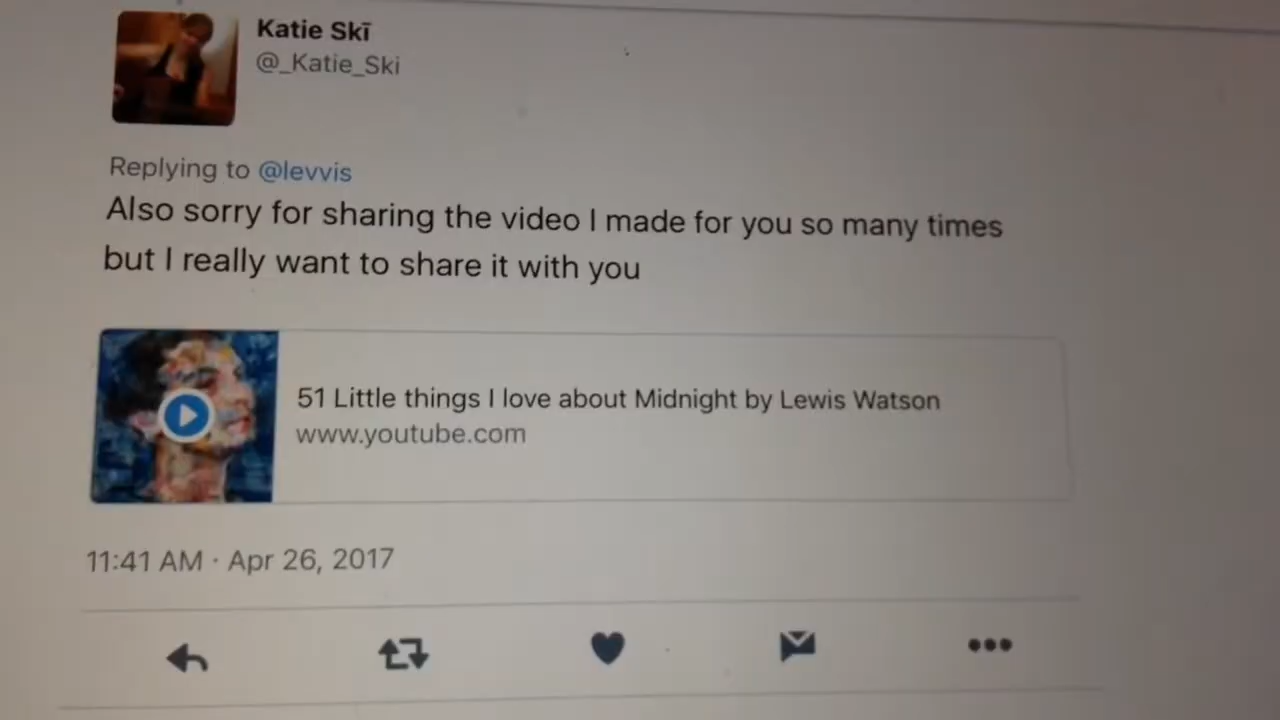 Katie Skī
@_Katie_Ski
Replying to @levvis
Also sorry for sharing the video I made for you so many times
but I really want to share it with you
51 Little things I love about Midnight by Lewis Watson
www.youtube.com
11:41 AM · Apr 26, 2017